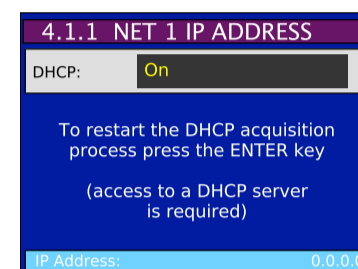 4.1.1 NET 1 IP ADDRESS
DHCP: On
To restart the DHCP acquisition
process press the ENTER key
(access to a DHCP server
is required)
IP Address: 0.0.0.0